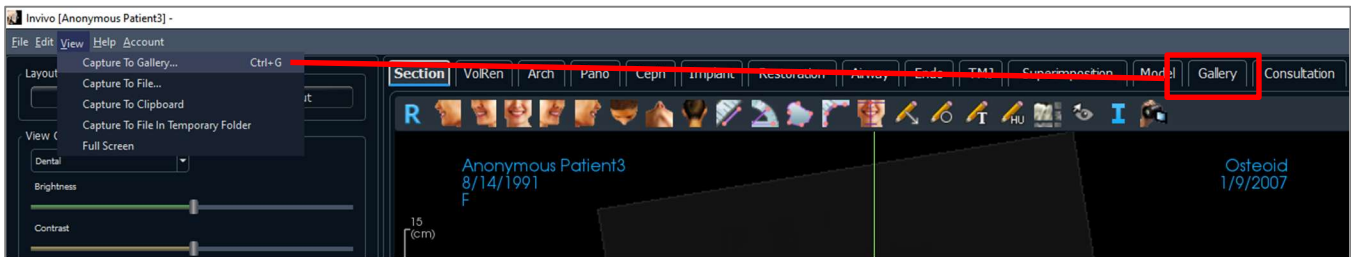 Invivo [Anonymous Patient3] -
File Edit View Help Account
Capture To Gallery... Ctrl+G
Capture To File...
Capture To Clipboard
Capture To File In Temporary Folder
Full Screen
Layout
ut
View
Dental
Brightness
Contrast
Section VolRen Arch Pano Ceph Implant Restoration Airway Endo TMJ Superimposition Model Gallery Consultation
R T HU I
Anonymous Patient3
8/14/1991
F
Osteoid
1/9/2007
15
(cm)